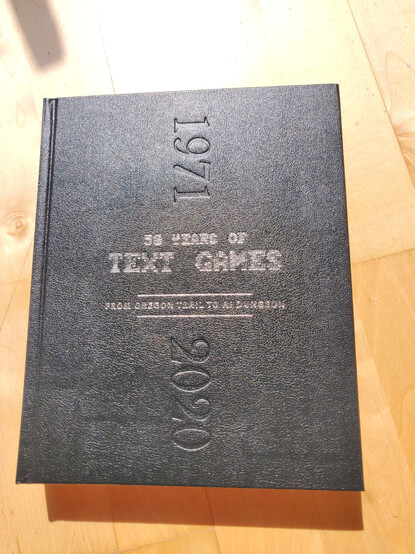 1971
50 YEARS OF
TEXT GAMES
FROM OREGON TRAIL TO AI DUNGEON
2020